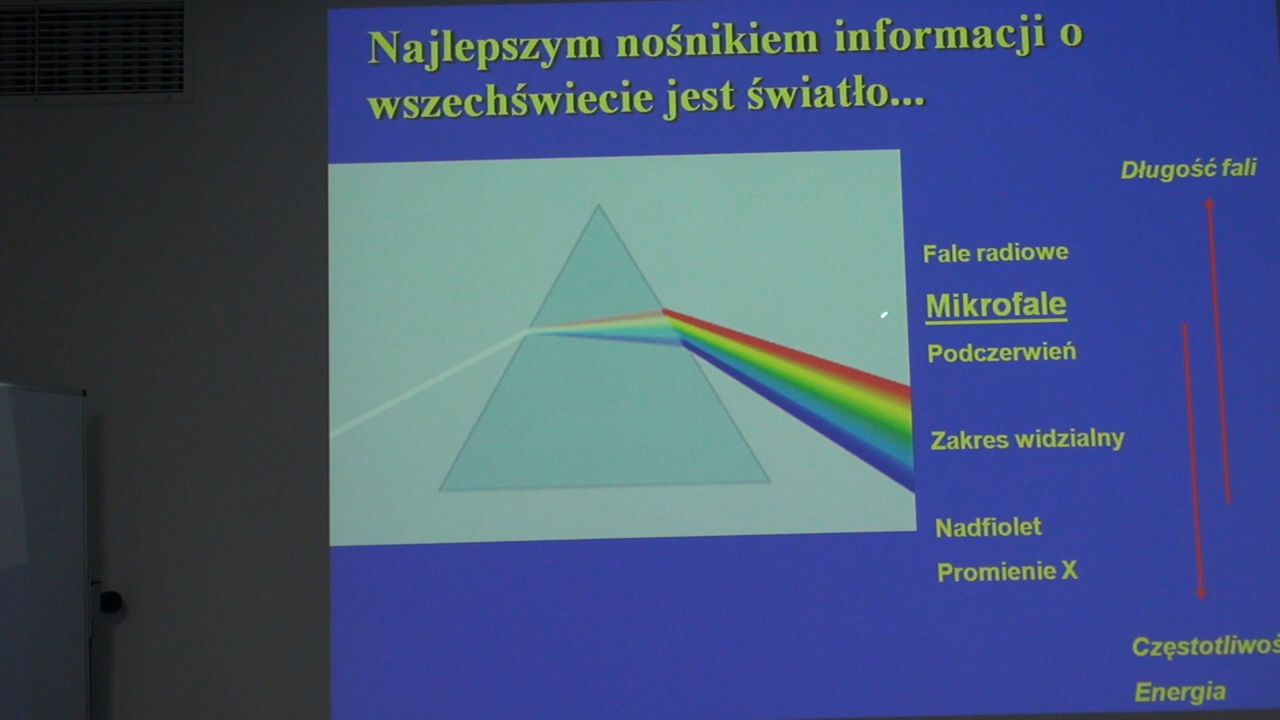 Najlepszym nośnikiem informacji o
wszechświecie jest światło...
Długość fali
Fale radiowe
Mikrofale
Podczerwień
Zakres widzialny
Nadfiolet
Promienie X
Energia